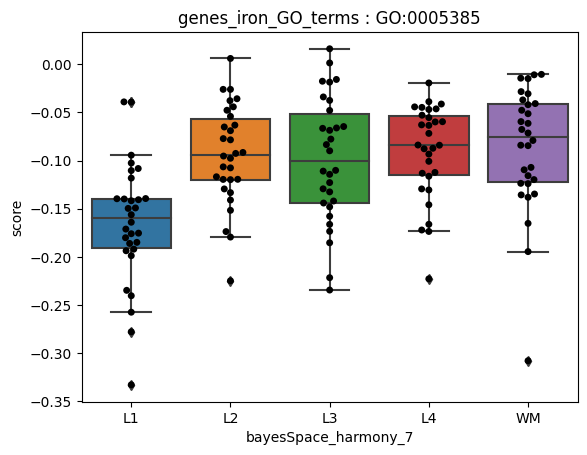 genes_iron_GO_terms : GO:0005385
0.00
−0.05
−0.10
−0.15
−0.20
−0.25
−0.30
−0.35
score
L1 L2 L3 L4 WM
bayesSpace_harmony_7